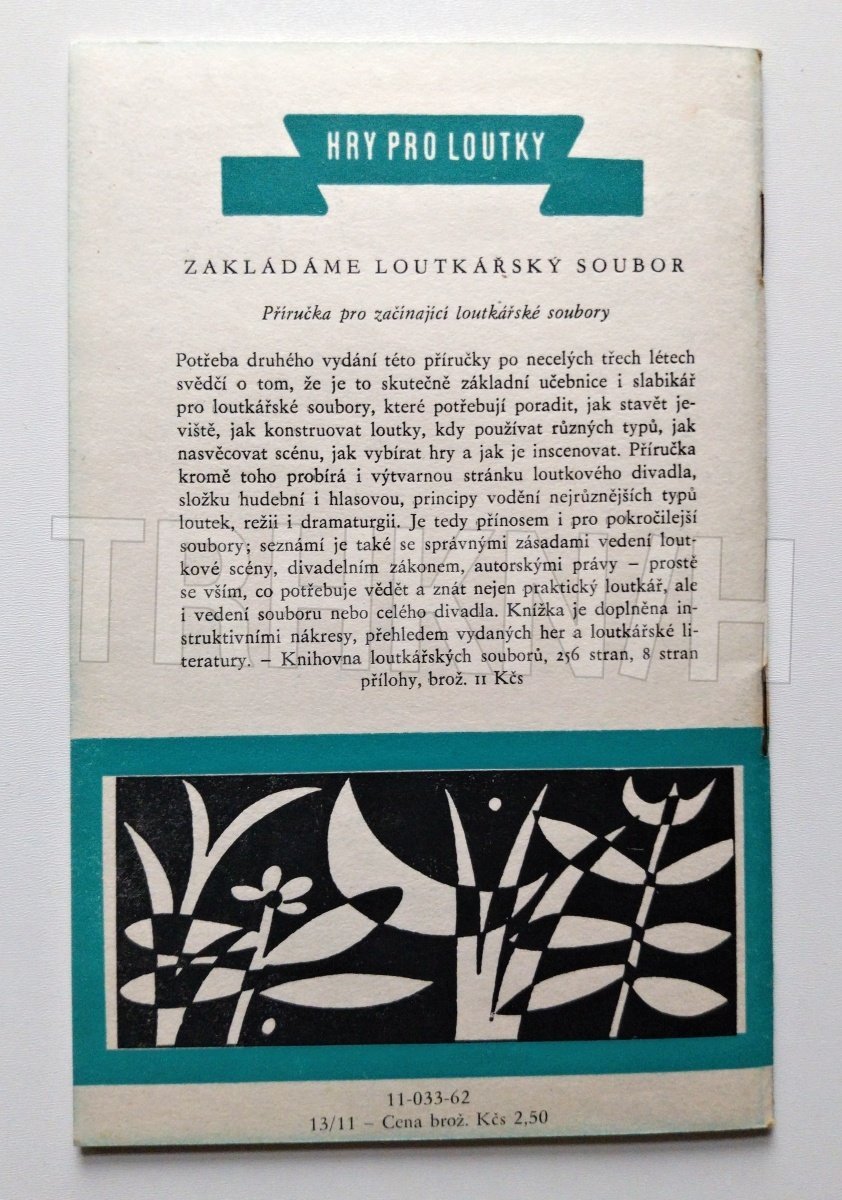 HRY PRO LOUTKY
ZAKLÁDÁME LOUTKÁŘSKÝ SOUBOR
Příručka pro začínající loutkářské soubory
Potřeba druhého vydání této příručky po necelých třech létech
svědčí o tom, že je to skutečně základní učebnice i slabikář
pro loutkářské soubory, které potřebují poradit, jak stavět je-
viště, jak konstruovat loutky, kdy používat různých typů, jak
nasvěcovat scénu, jak vybírat hry a jak je inscenovat. Příručka
kromě toho probírá i výtvarnou stránku loutkového divadla,
složku hudební i hlasovou, principy vodění nejrůznějších typů
loutek, režii i dramaturgii. Je tedy přínosem i pro pokročilejší
soubory; seznámí je také se správnými zásadami vedení lout-
kové scény, divadelním zákonem, autorskými právy – prostě
se vším, co potřebuje vědět a znát nejen praktický loutkář, ale
i vedení souboru nebo celého divadla. Knížka je doplněna in-
struktivními nákresy, přehledem vydaných her a loutkářské li-
teratury. – Knihovna loutkářských souborů, 256 stran, 8 stran
přílohy, brož. 11 Kčs
11-033-62
13/11 – Cena brož. Kčs 2,50